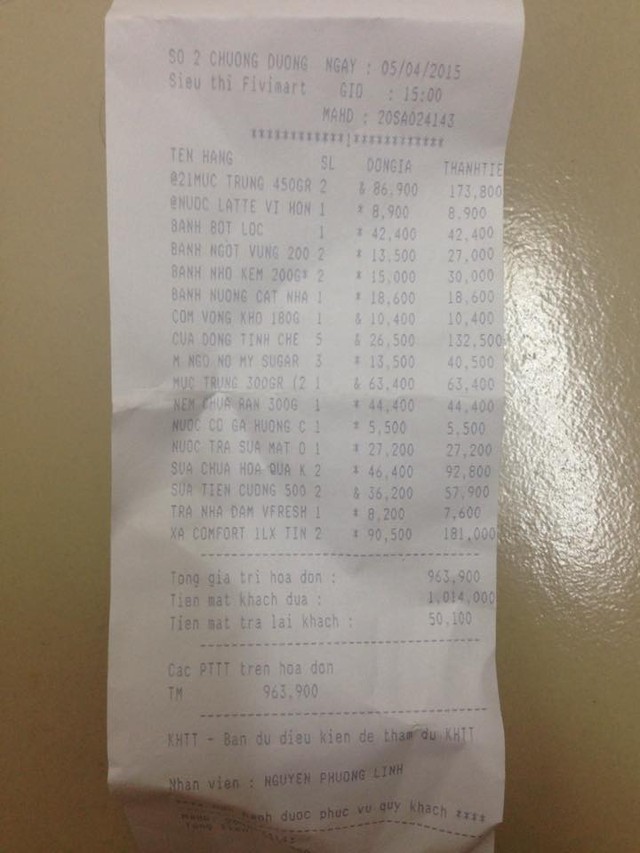 SO 2 CHUONG DUONG NGAY : 05/04/2015
Sieu thi Fivimart GIO : 15:00
MAHD : 20SA024143
************|************
TEN HANG SL DONGIA THANHTIE
@21MUC TRUNG 450GR 2 & 86,900 173,800
@NUOC LATTE VI HON 1 * 8,900 8.900
BANH BOT LOC 1 * 42,400 42,400
BANH NGOT VUNG 200 2 * 13.500 27,000
BANH NHO KEM 200G* 2 * 15,000 30,000
BANH NUONG CAT NHA 1 * 18,600 18,600
COM VONG KHO 180G 1 & 10,400 10,400
CUA DONG TINH CHE 5 & 26,500 132,500
M.NGO NO MY SUGAR 3 * 13,500 40,500
MUC TRUNG 300GR (2 1 & 63,400 63,400
NEM CHUA RAN 300G 1 * 44,400 44,400
NUOC CO GA HUONG C 1 * 5,500 5.500
NUOC TRA SUA MAT O 1 * 27,200 27,200
SUA CHUA HOA QUA K 2 * 46,400 92,800
SUA TIEN CUONG 500 2 & 36,200 57,900
TRA NHA DAM VFRESH 1 * 8,200 7,600
XA COMFORT 1LX TIN 2 * 90,500 181,000
Tong gia tri hoa don : 963,900
Tien mat khach dua : 1.014,000
Tien mat tra lai khach : 50,100
Cac PTTT tren hoa don
TM 963,900
KHTT - Ban du dieu kien de tham du KHTT
Nhan vien : NGUYEN PHUONG LINH
hanh duoc phuc vu quy khach ****